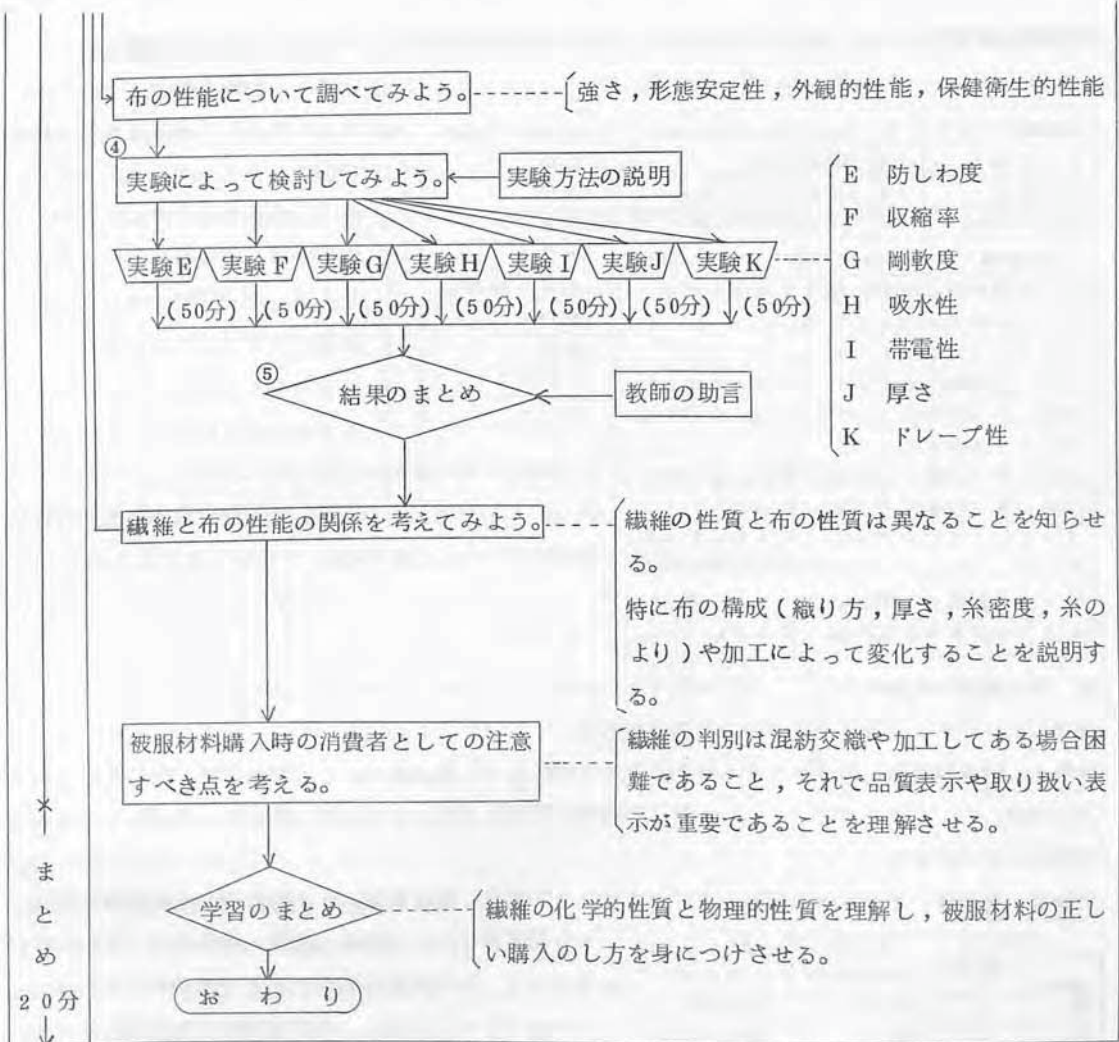 布の性能について調べてみよう。
強さ，形態安定性，外観的性能，保健衛生的性能
④
実験によって検討してみよう。
実験方法の説明
E 防しわ度
F 収縮率
G 剛軟度
H 吸水性
I 帯電性
J 厚さ
K ドレープ性
実験E 実験F 実験G 実験H 実験I 実験J 実験K
(50分) (50分) (50分) (50分) (50分) (50分) (50分)
⑤
結果のまとめ
教師の助言
繊維と布の性能の関係を考えてみよう。
繊維の性質と布の性質は異なることを知らせ
る。
特に布の構成（織り方，厚さ，糸密度，糸の
より）や加工によって変化することを説明す
る。
被服材料購入時の消費者としての注意
すべき点を考える。
繊維の判別は混紡交織や加工してある場合困
難であること，それで品質表示や取り扱い表
示が重要であることを理解させる。
まとめ
20分
学習のまとめ
繊維の化学的性質と物理的性質を理解し，被服材料の正し
い購入のし方を身につけさせる。
おわり